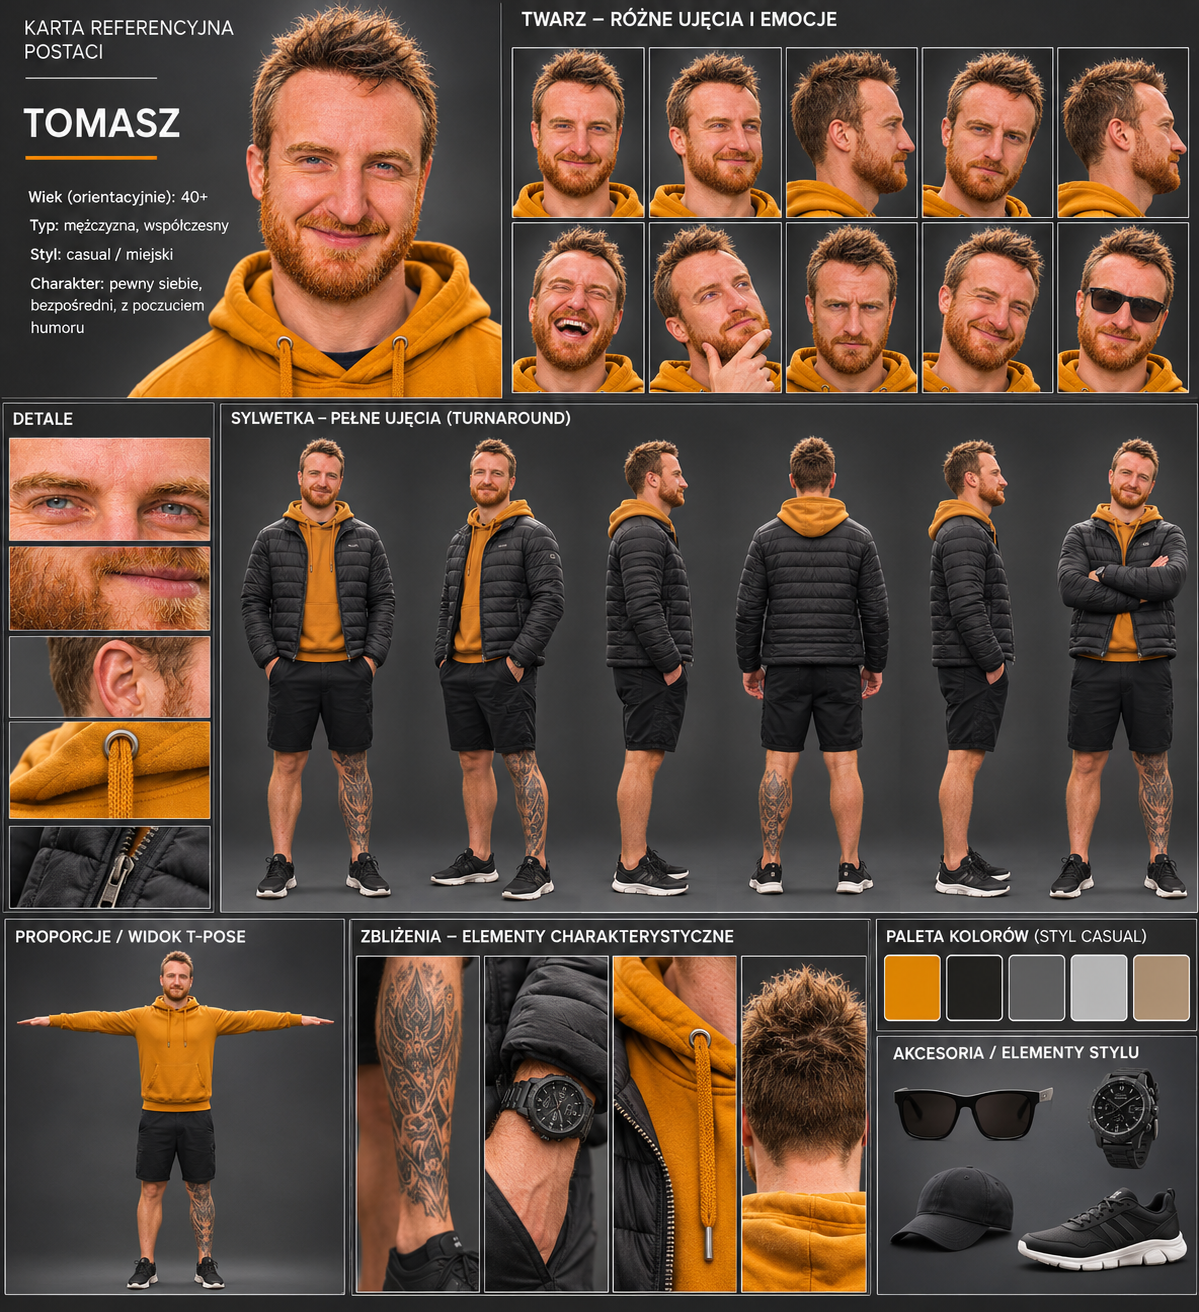 KARTA REFERENCYJNA
POSTACI
TOMASZ
Wiek (orientacyjnie): 40+
Typ: mężczyzna, współczesny
Styl: casual / miejski
Charakter: pewny siebie,
bezpośredni, z poczuciem
humoru
TWARZ – RÓŻNE UJĘCIA I EMOCJE
DETALE
SYLWETKA – PEŁNE UJĘCIA (TURNAROUND)
PROPORCJE / WIDOK T-POSE
ZBLIŻENIA – ELEMENTY CHARAKTERYSTYCZNE
PALETA KOLORÓW (STYL CASUAL)
AKCESORIA / ELEMENTY STYLU